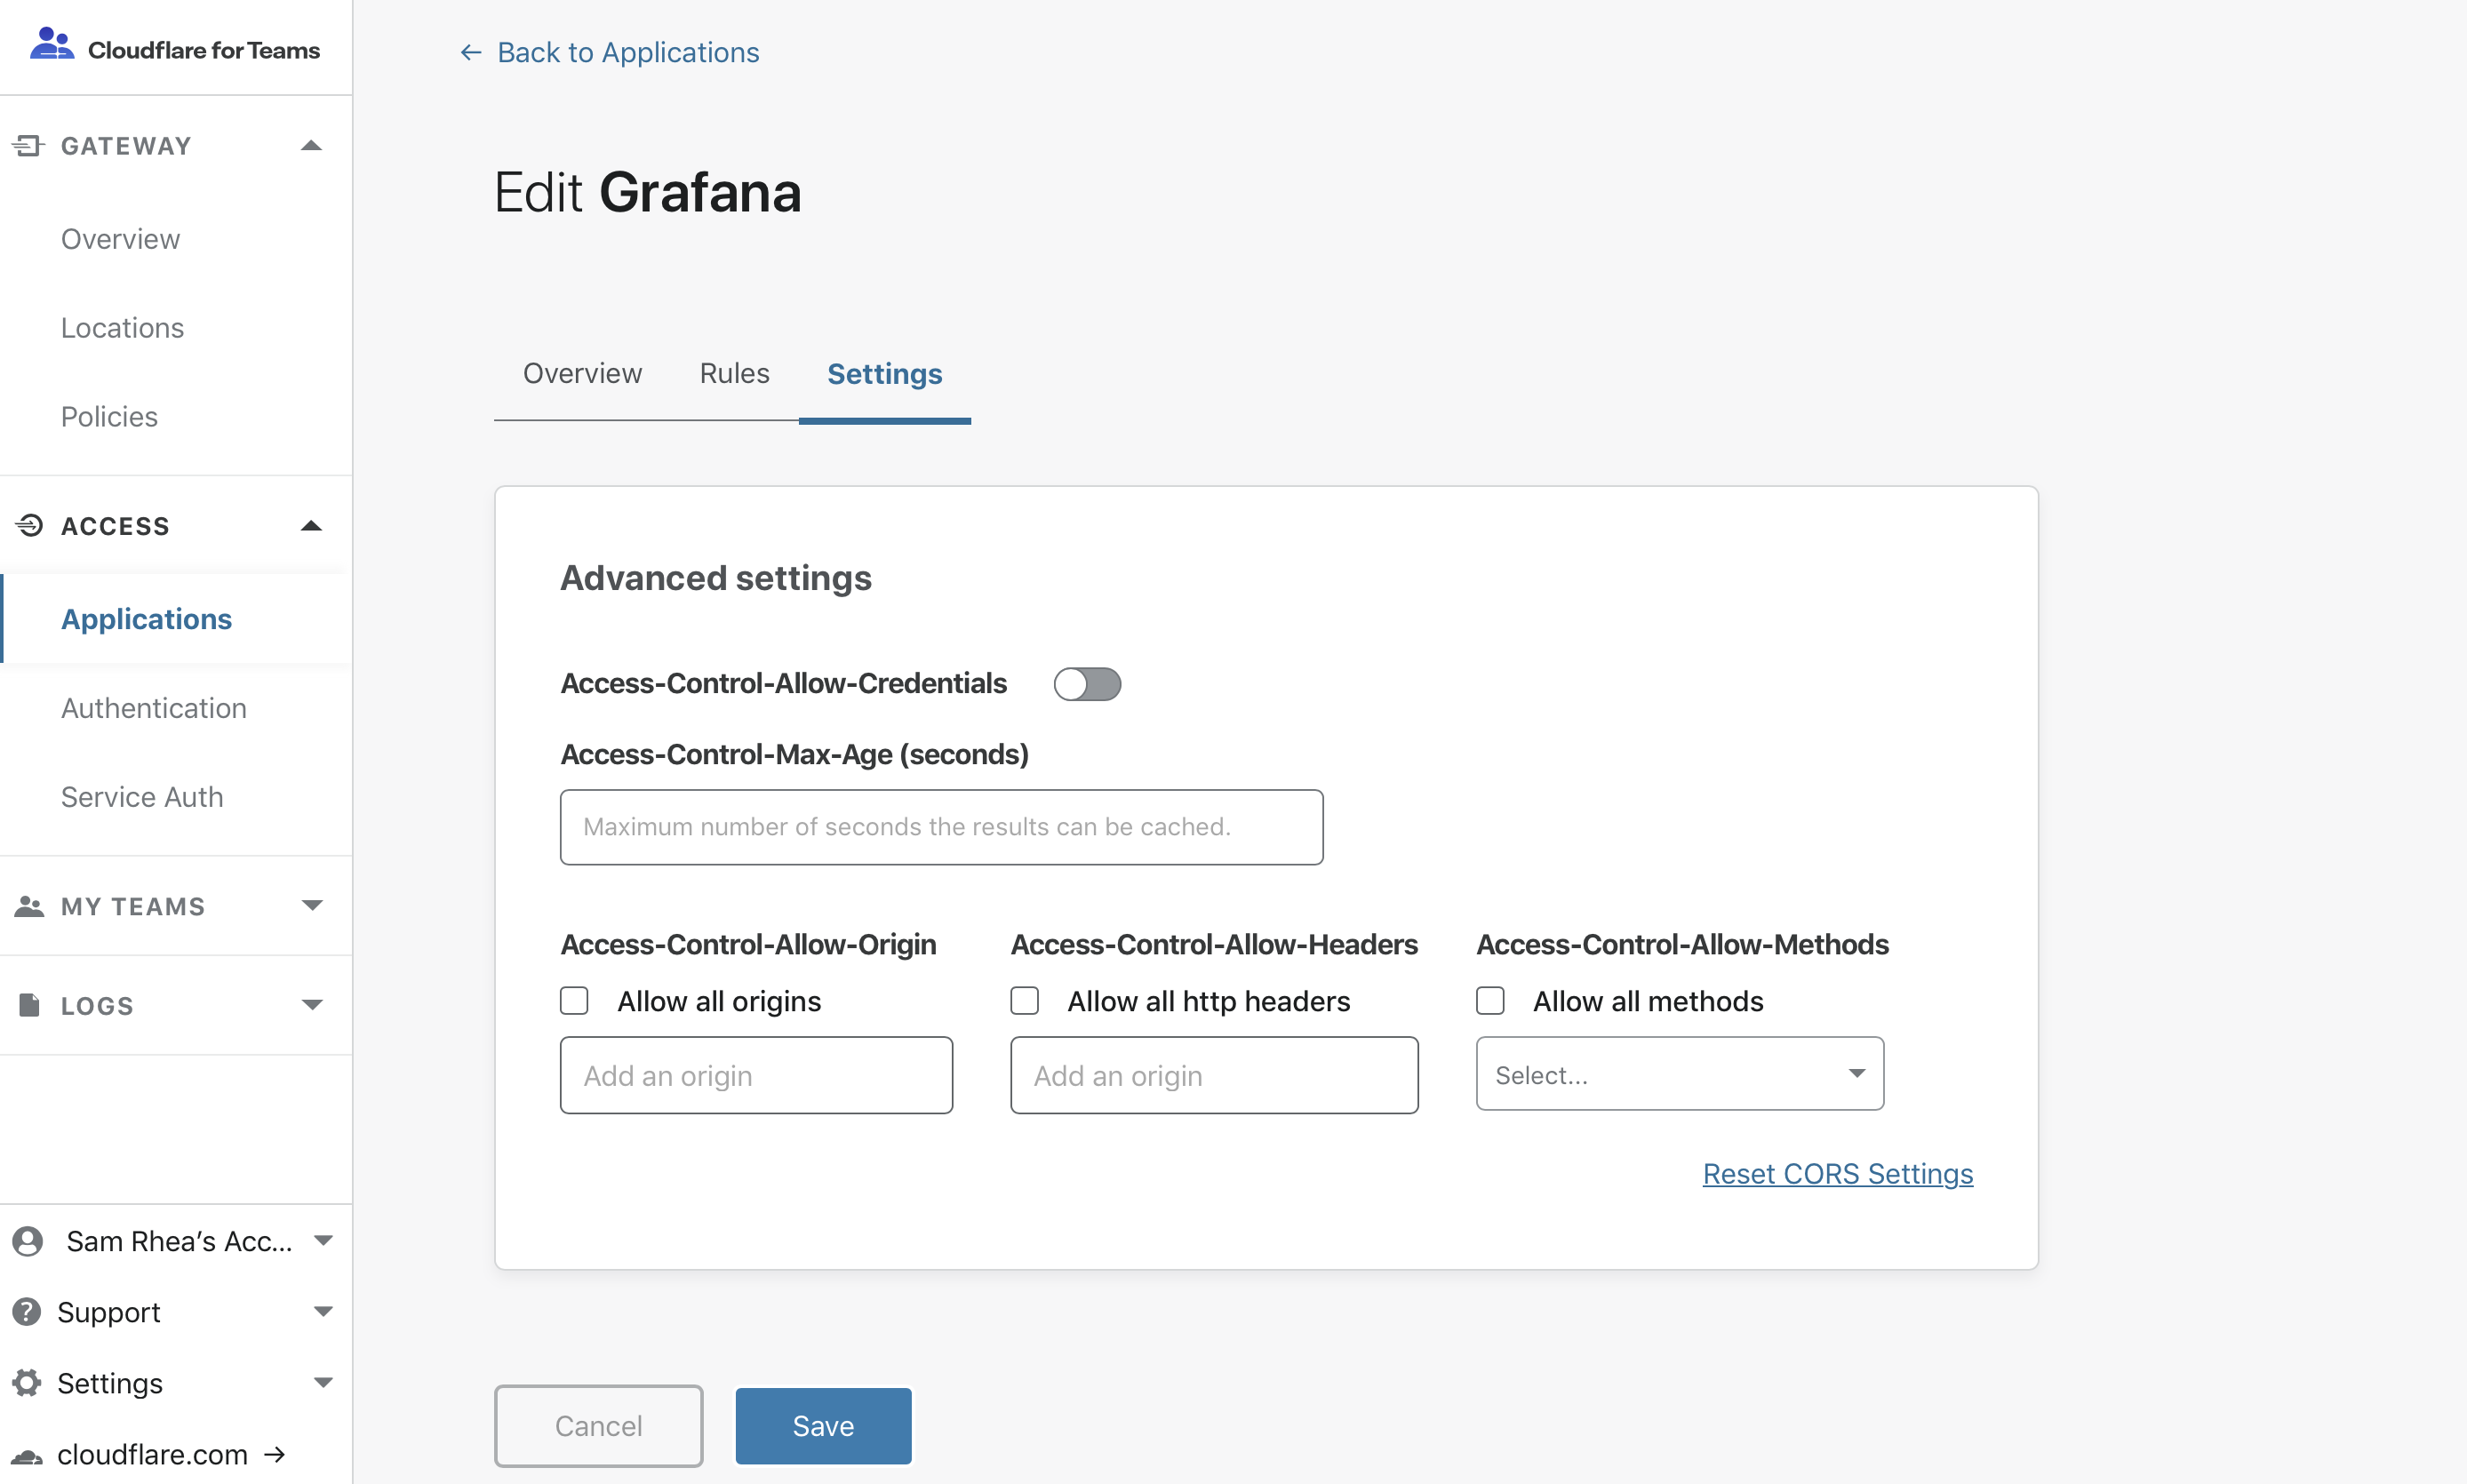 Cloudflare for Teams
GATEWAY
Overview
Locations
Policies
ACCESS
Applications
Authentication
Service Auth
MY TEAMS
LOGS
Sam Rhea’s Acc...
Support
Settings
cloudflare.com →
← Back to Applications
Edit Grafana
Overview Rules Settings
Advanced settings
Access-Control-Allow-Credentials
Access-Control-Max-Age (seconds)
Maximum number of seconds the results can be cached.
Access-Control-Allow-Origin Access-Control-Allow-Headers Access-Control-Allow-Methods
Allow all origins Allow all http headers Allow all methods
Add an origin Add an origin Select...
Reset CORS Settings
Cancel Save